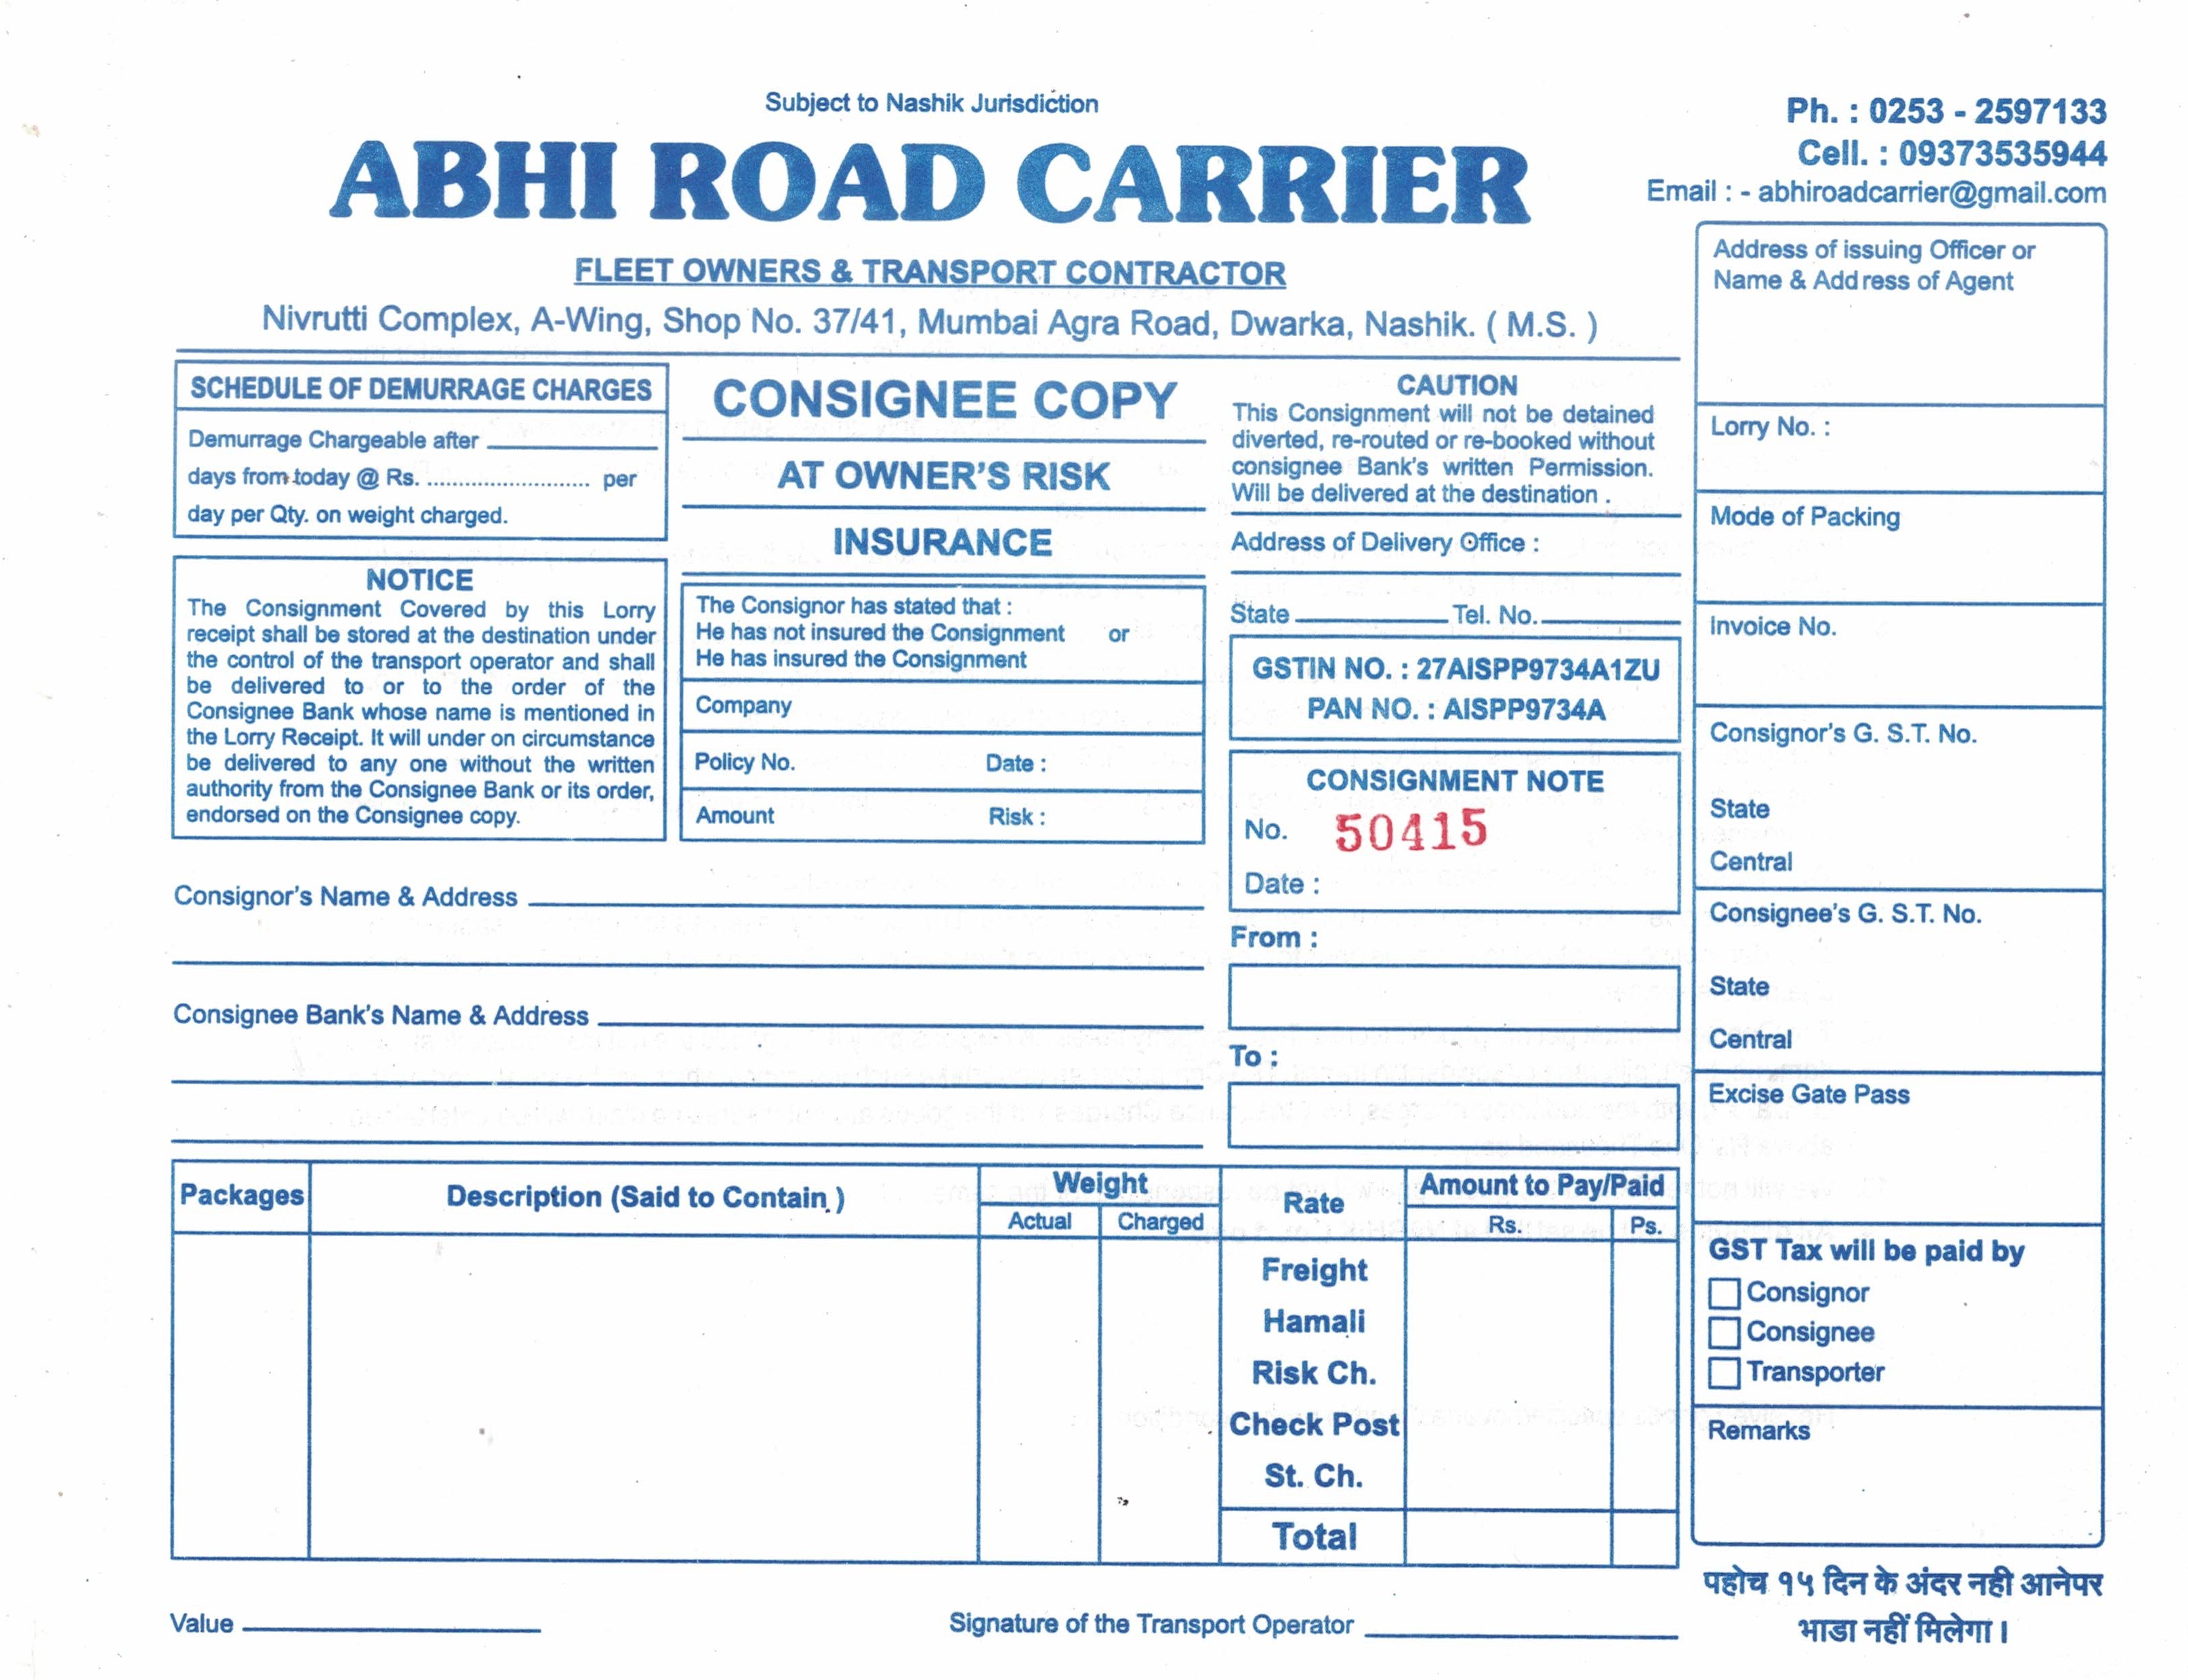 Subject to Nashik Jurisdiction
ABHI ROAD CARRIER
FLEET OWNERS & TRANSPORT CONTRACTOR
Nivrutti Complex, A-Wing, Shop No. 37/41, Mumbai Agra Road, Dwarka, Nashik. ( M.S. )
Ph. : 0253 - 2597133
Cell. : 09373535944
Email : - abhiroadcarrier@gmail.com
SCHEDULE OF DEMURRAGE CHARGES
Demurrage Chargeable after
days from today @ Rs. ........................... per
day per Qty. on weight charged.
NOTICE
The Consignment Covered by this Lorry
receipt shall be stored at the destination under
the control of the transport operator and shall
be delivered to or to the order of the
Consignee Bank whose name is mentioned in
the Lorry Receipt. It will under on circumstance
be delivered to any one without the written
authority from the Consignee Bank or its order,
endorsed on the Consignee copy.
CONSIGNEE COPY
AT OWNER'S RISK
INSURANCE
The Consignor has stated that :
He has not insured the Consignment or
He has insured the Consignment
Company
Policy No. Date :
Amount Risk :
CAUTION
This Consignment will not be detained
diverted, re-routed or re-booked without
consignee Bank's written Permission.
Will be delivered at the destination .
Address of Delivery Office :
State Tel. No.
GSTIN NO. : 27AISPP9734A1ZU
PAN NO. : AISPP9734A
CONSIGNMENT NOTE
No. 50415
Date :
Consignor's Name & Address
Consignee Bank's Name & Address
From :
To :
Packages Description (Said to Contain ) Weight Rate Amount to Pay/Paid
Actual Charged Rs. Ps.
Freight
Hamali
Risk Ch.
Check Post
St. Ch.
Total
Value
Signature of the Transport Operator
Address of issuing Officer or
Name & Address of Agent
Lorry No. :
Mode of Packing
Invoice No.
Consignor's G. S.T. No.
State
Central
Consignee's G. S.T. No.
State
Central
Excise Gate Pass
GST Tax will be paid by
Consignor
Consignee
Transporter
Remarks
पहोच १५ दिन के अंदर नही आनेपर
भाडा नहीं मिलेगा ।